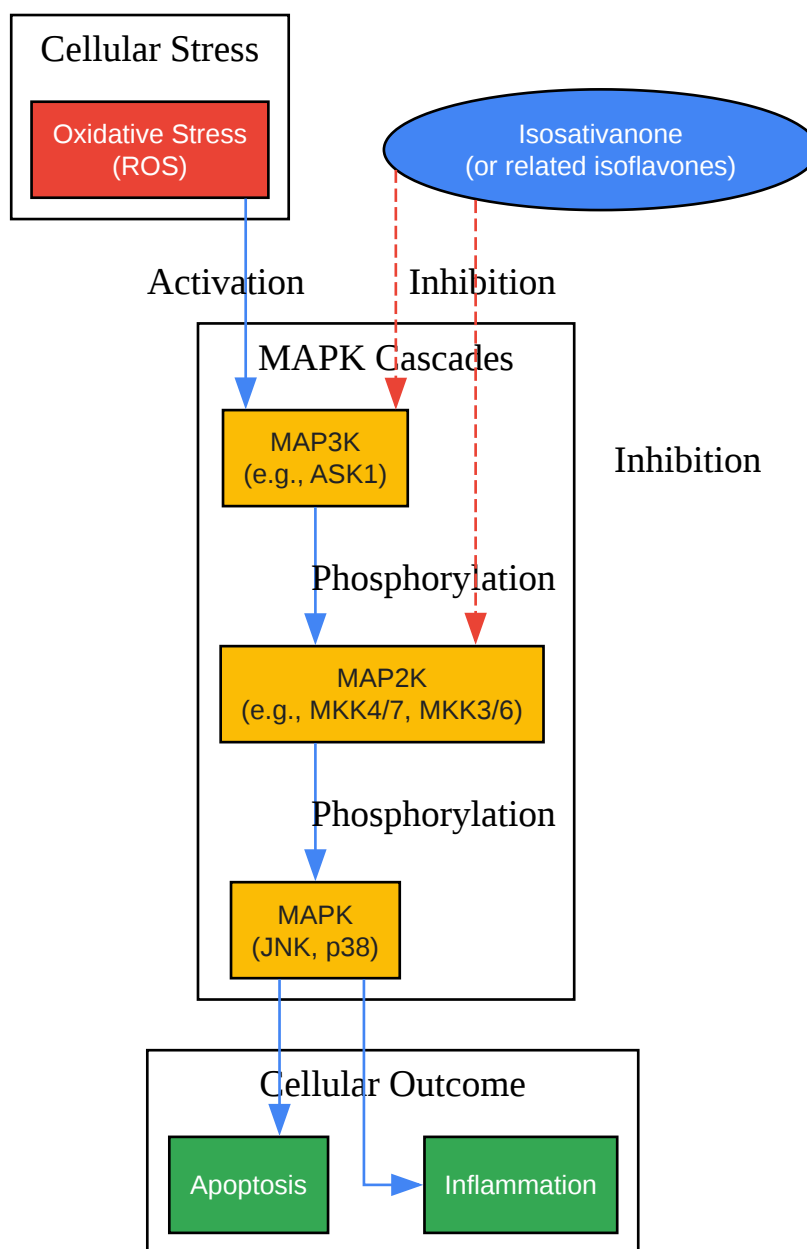 Cellular Stress
Oxidative Stress
(ROS)
Isosativanone
(or related isoflavones)
Activation
Inhibition
MAPK Cascades
MAP3K
(e.g., ASK1)
Inhibition
Phosphorylation
MAP2K
(e.g., MKK4/7, MKK3/6)
Phosphorylation
MAPK
(JNK, p38)
Cellular Outcome
Apoptosis
Inflammation